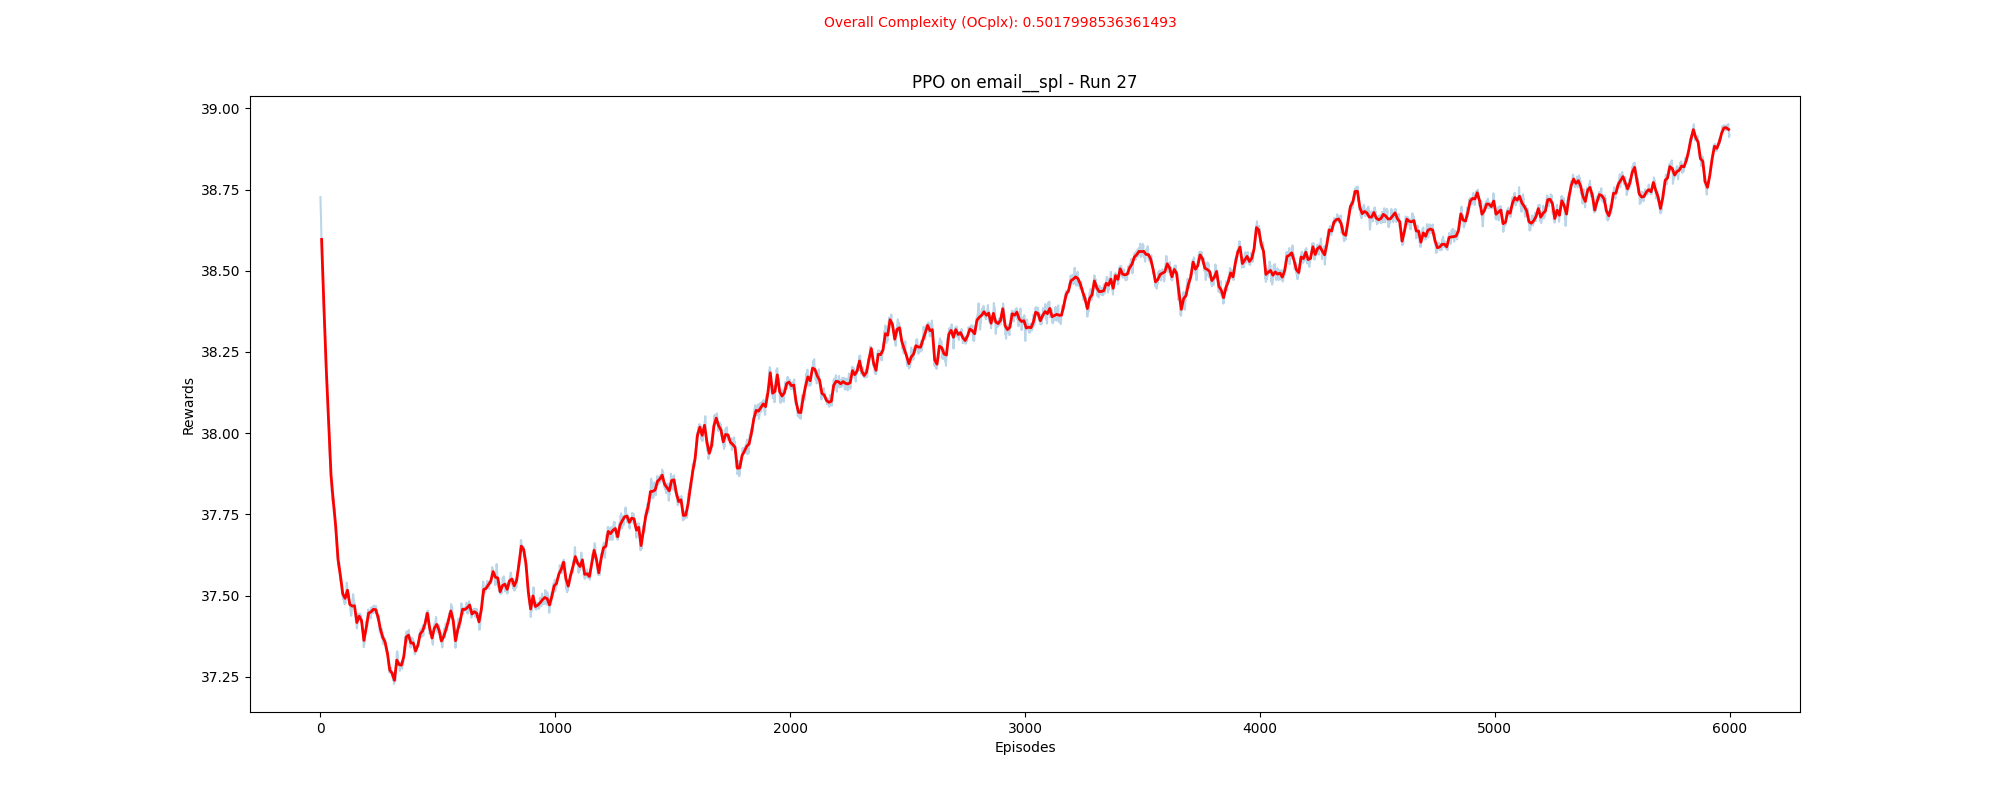 Overall Complexity (OCplx): 0.5017998536361493
PPO on email__spl - Run 27
39.00
38.75
38.50
38.25
38.00
37.75
37.50
37.25
Rewards
0 1000 2000 3000 4000 5000 6000
Episodes